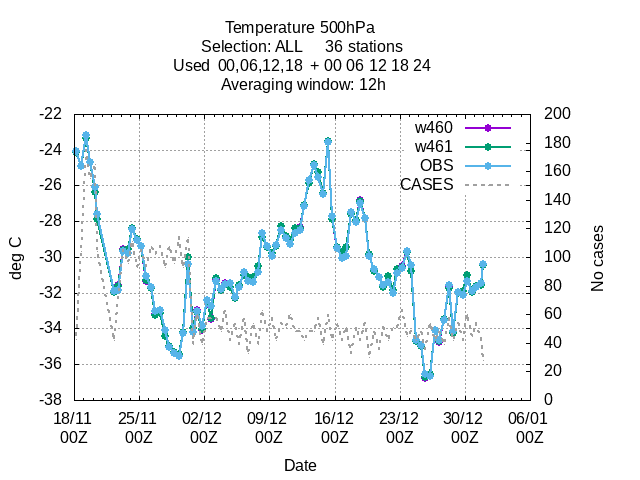 Temperature 500hPa
Selection: ALL 36 stations
Used 00,06,12,18 + 00 06 12 18 24
Averaging window: 12h
w460
w461
OBS
CASES
-22
-24
-26
-28
-30
-32
-34
-36
-38
deg C
200
180
160
140
120
100
80
60
40
20
0
No cases
18/11 25/11 02/12 09/12 16/12 23/12 30/12 06/01
00Z 00Z 00Z 00Z 00Z 00Z 00Z 00Z
Date